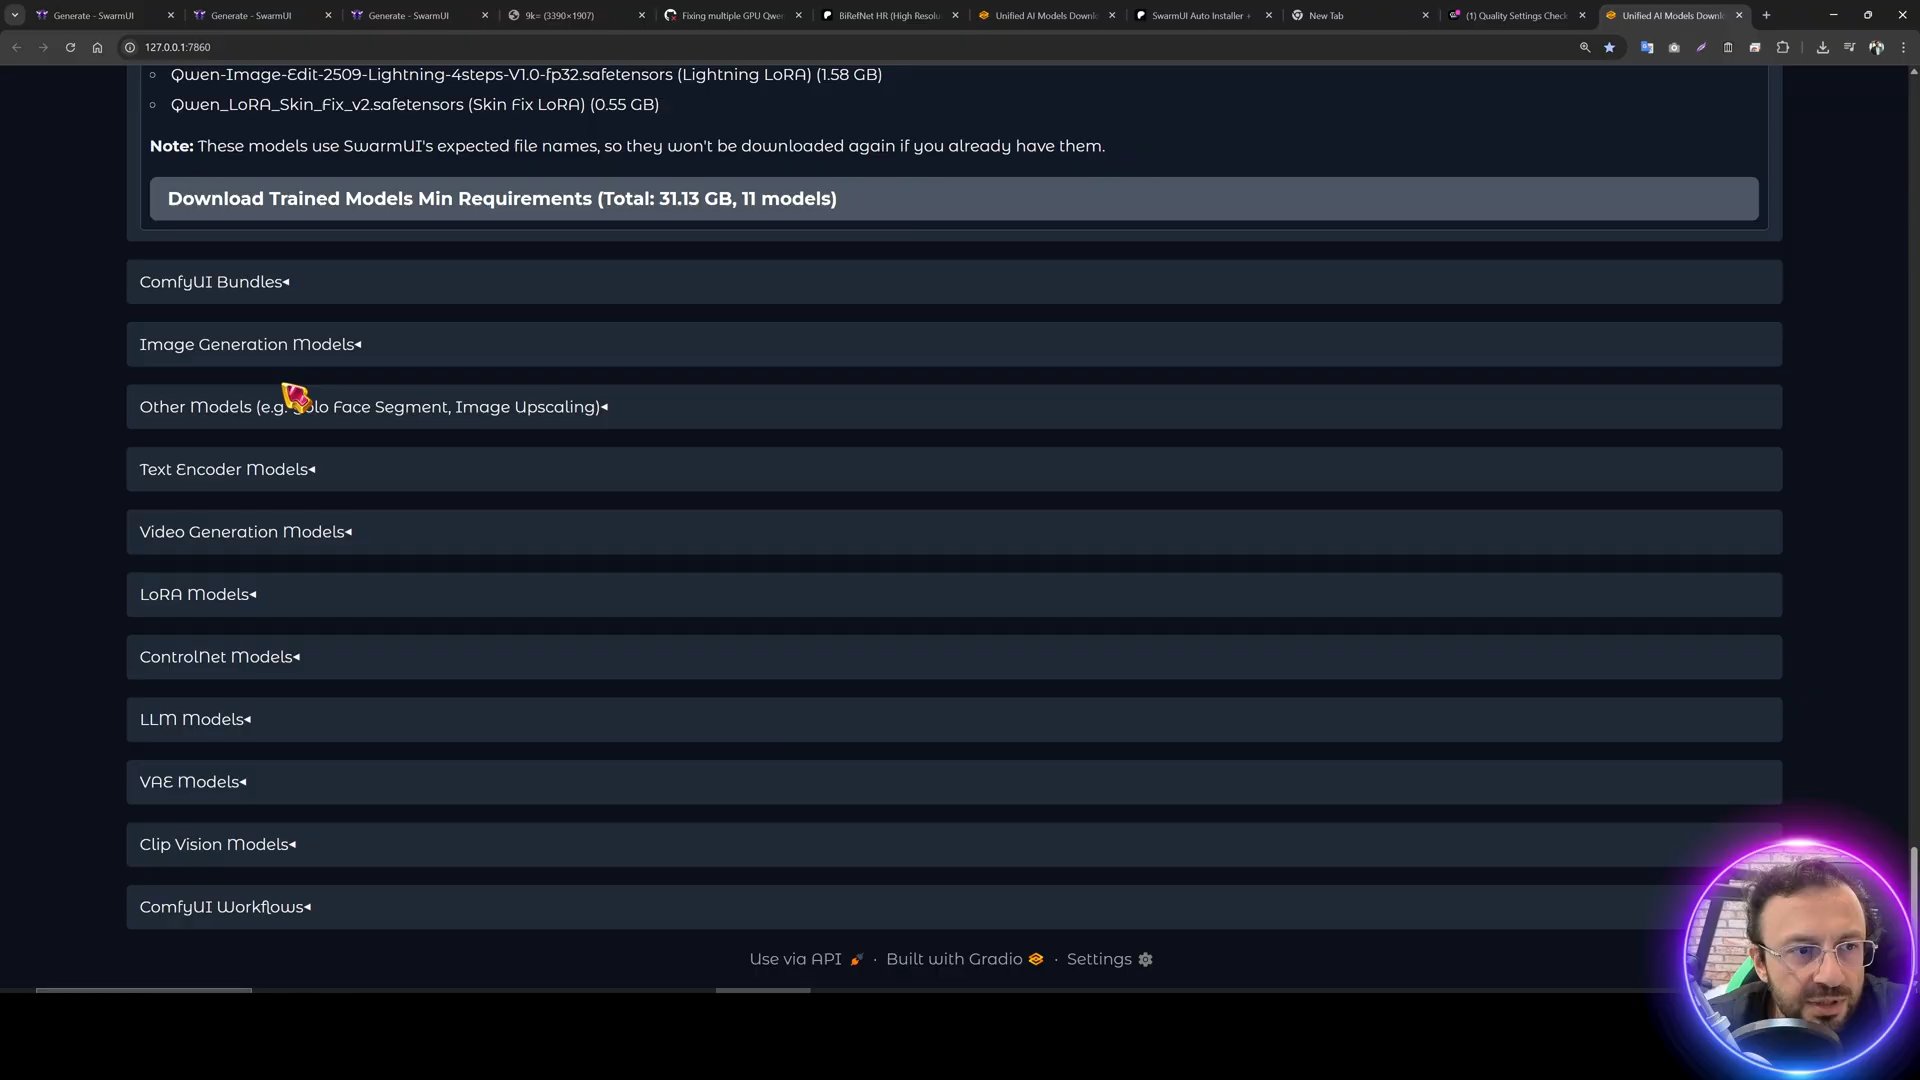 Generate - SwarmUI
Generate - SwarmUI
Generate - SwarmUI
9k= (3390×1907)
Fixing multiple GPU Qwen
BiRefNet HR (High Resolu
Unified AI Models Downl
SwarmUI Auto Installer +
New Tab
(1) Quality Settings Check
Unified AI Models Downl
127.0.0.1:7860
Qwen-Image-Edit-2509-Lightning-4steps-V1.0-fp32.safetensors (Lightning LoRA) (1.58 GB)
Qwen_LoRA_Skin_Fix_v2.safetensors (Skin Fix LoRA) (0.55 GB)
Note: These models use SwarmUI's expected file names, so they won't be downloaded again if you already have them.
Download Trained Models Min Requirements (Total: 31.13 GB, 11 models)
ComfyUI Bundles
Image Generation Models
Other Models (e.g. Yolo Face Segment, Image Upscaling)
Text Encoder Models
Video Generation Models
LoRA Models
ControlNet Models
LLM Models
VAE Models
Clip Vision Models
ComfyUI Workflows
Use via API · Built with Gradio · Settings